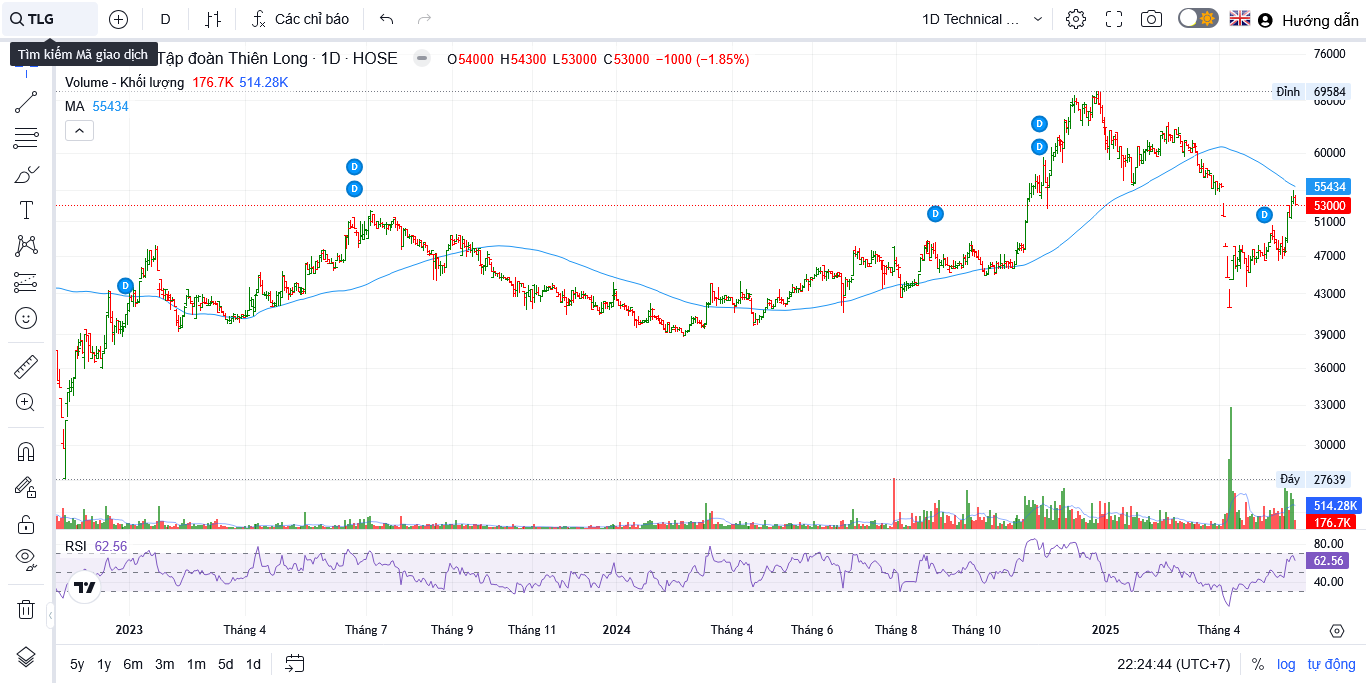 TLG
D
Các chỉ báo
1D Technical ...
Hướng dẫn
Tìm kiếm Mã giao dịch
Tập đoàn Thiên Long · 1D · HOSE
O54000 H54300 L53000 C53000 −1000 (−1.85%)
Volume - Khối lượng 176.7K 514.28K
MA 55434
76000
Đỉnh 69584
68000
60000
55434
53000
51000
47000
43000
39000
36000
33000
30000
Đáy 27639
514.28K
176.7K
D
D
D
D
D
D
D
RSI 62.56
80.00
62.56
40.00
2023 Tháng 4 Tháng 7 Tháng 9 Tháng 11 2024 Tháng 4 Tháng 6 Tháng 8 Tháng 10 2025 Tháng 4
5y 1y 6m 3m 1m 5d 1d
22:24:44 (UTC+7) % log tự động